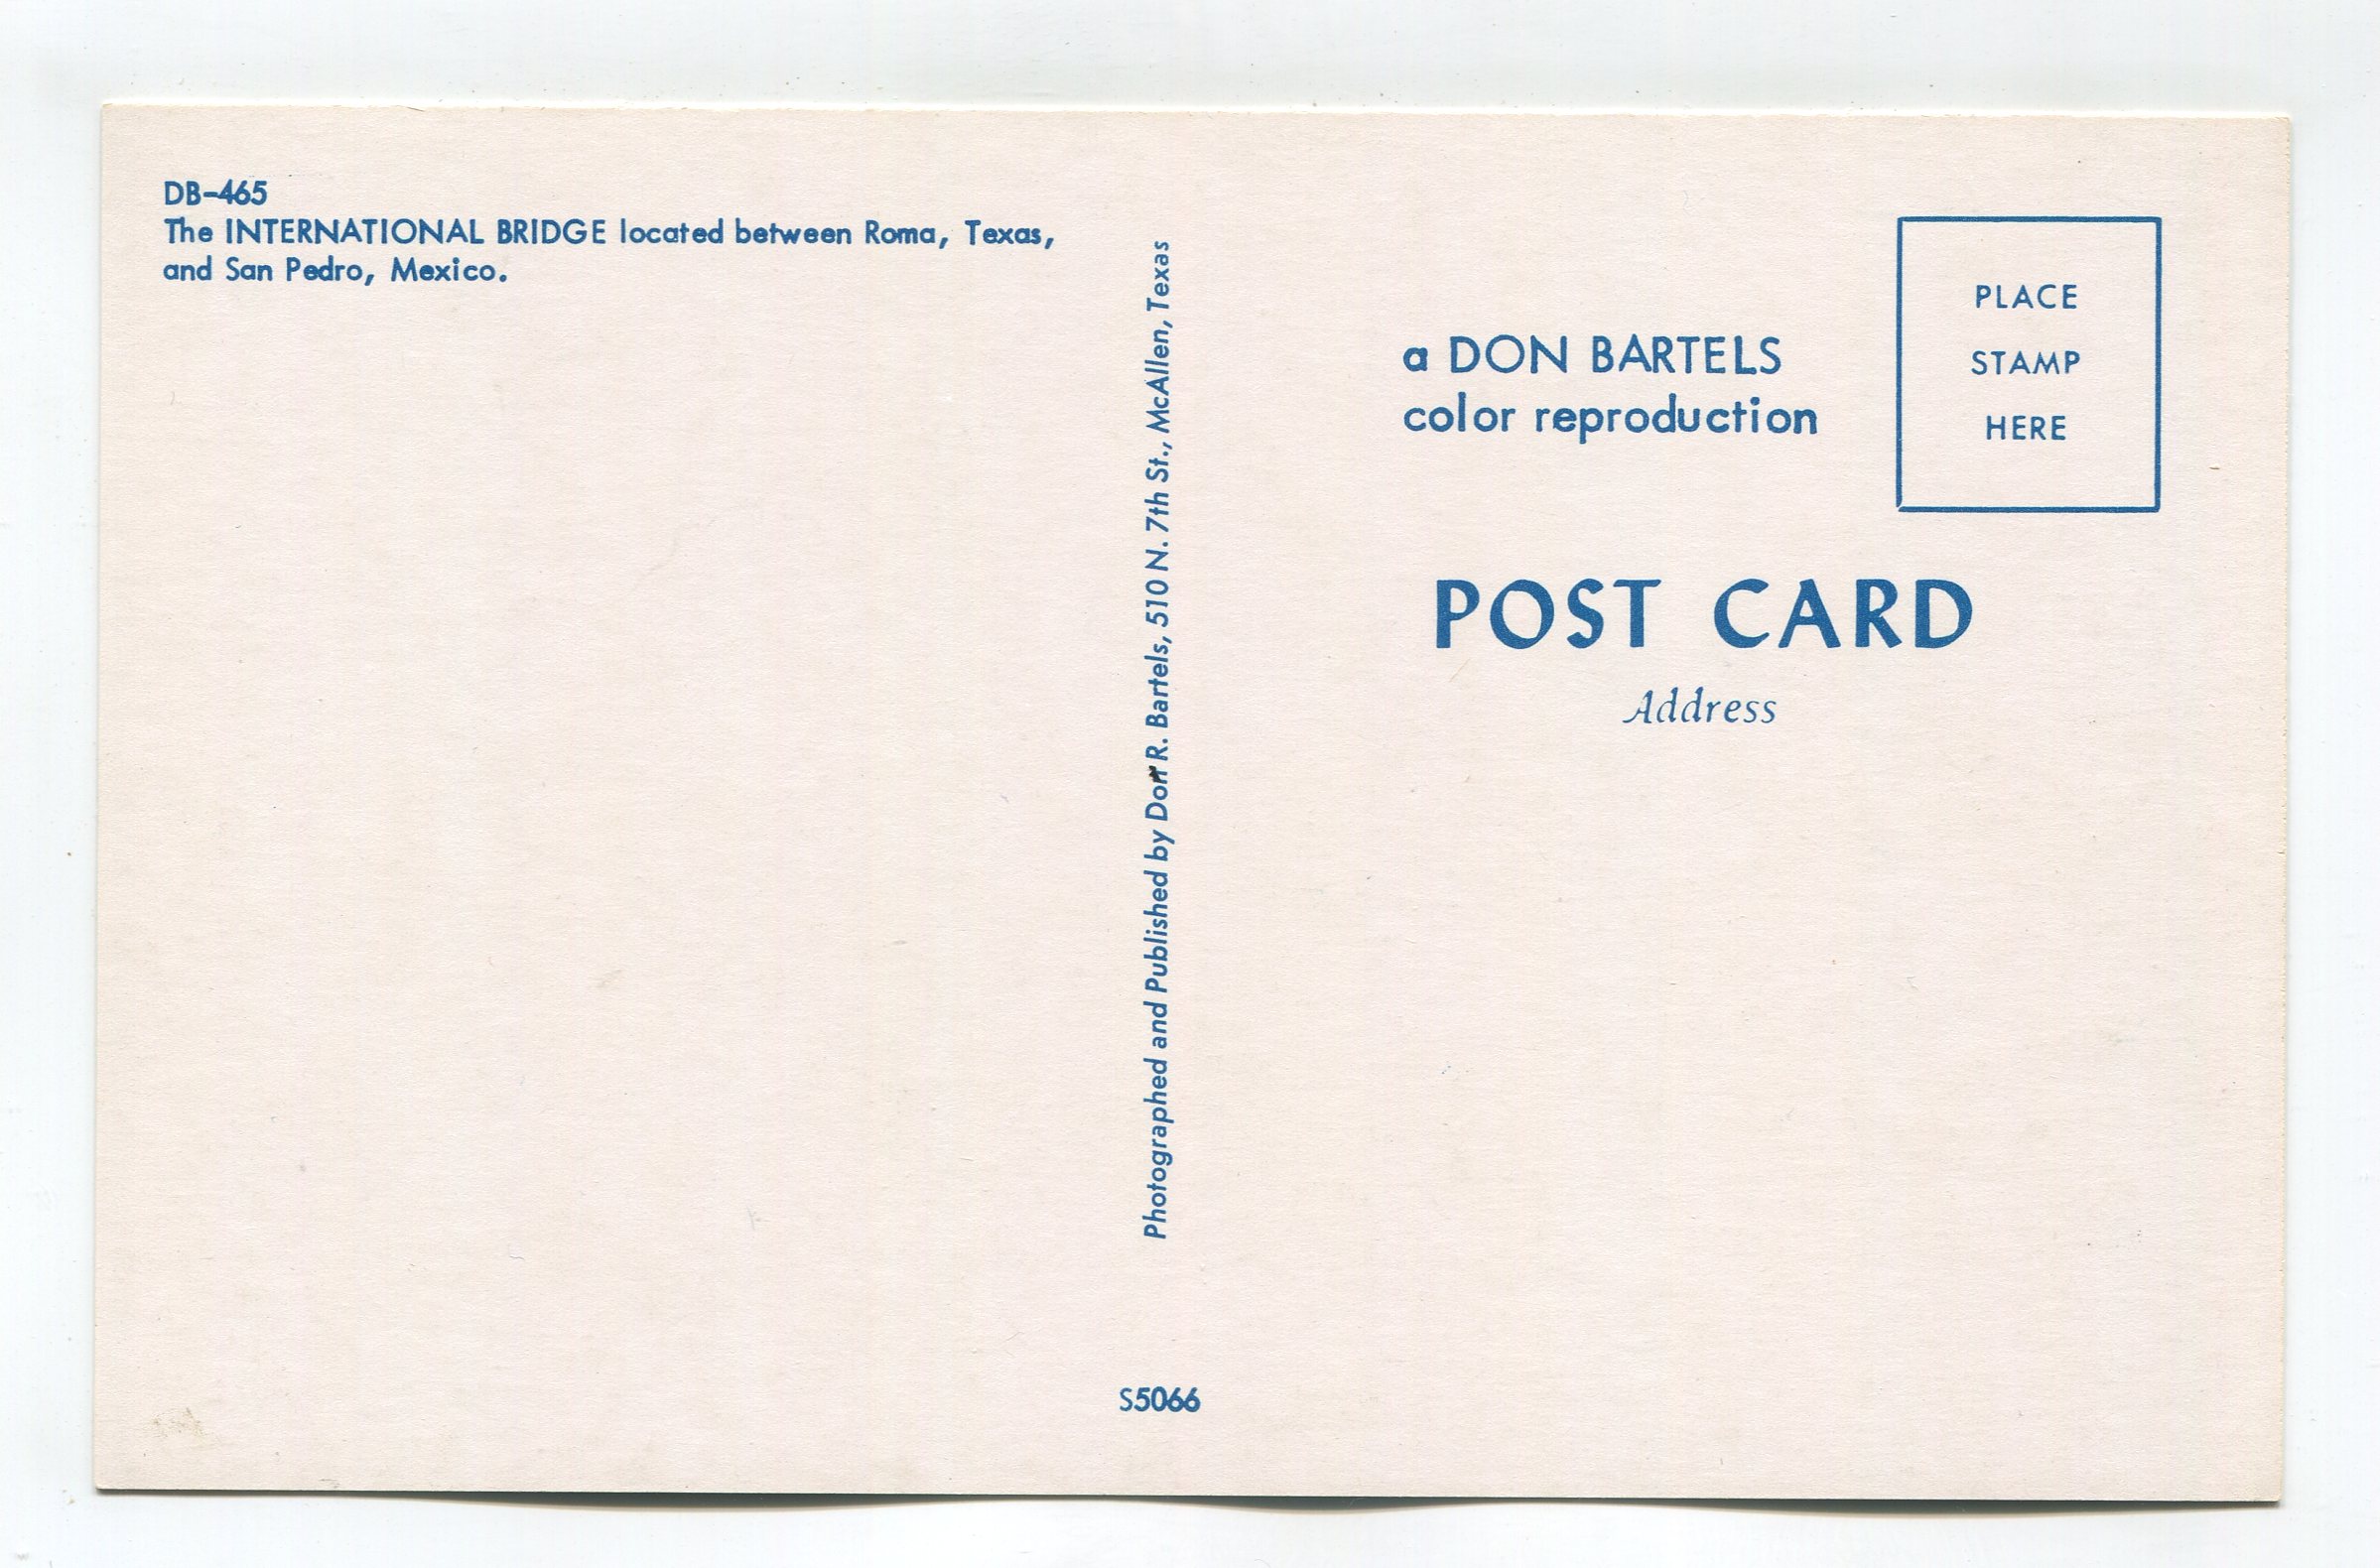 DB-465
The INTERNATIONAL BRIDGE located between Roma, Texas,
and San Pedro, Mexico.
Photographed and Published by Don R. Bartels, 510 N. 7th St., McAllen, Texas
S5066
a DON BARTELS
color reproduction
PLACE
STAMP
HERE
POST CARD
Address